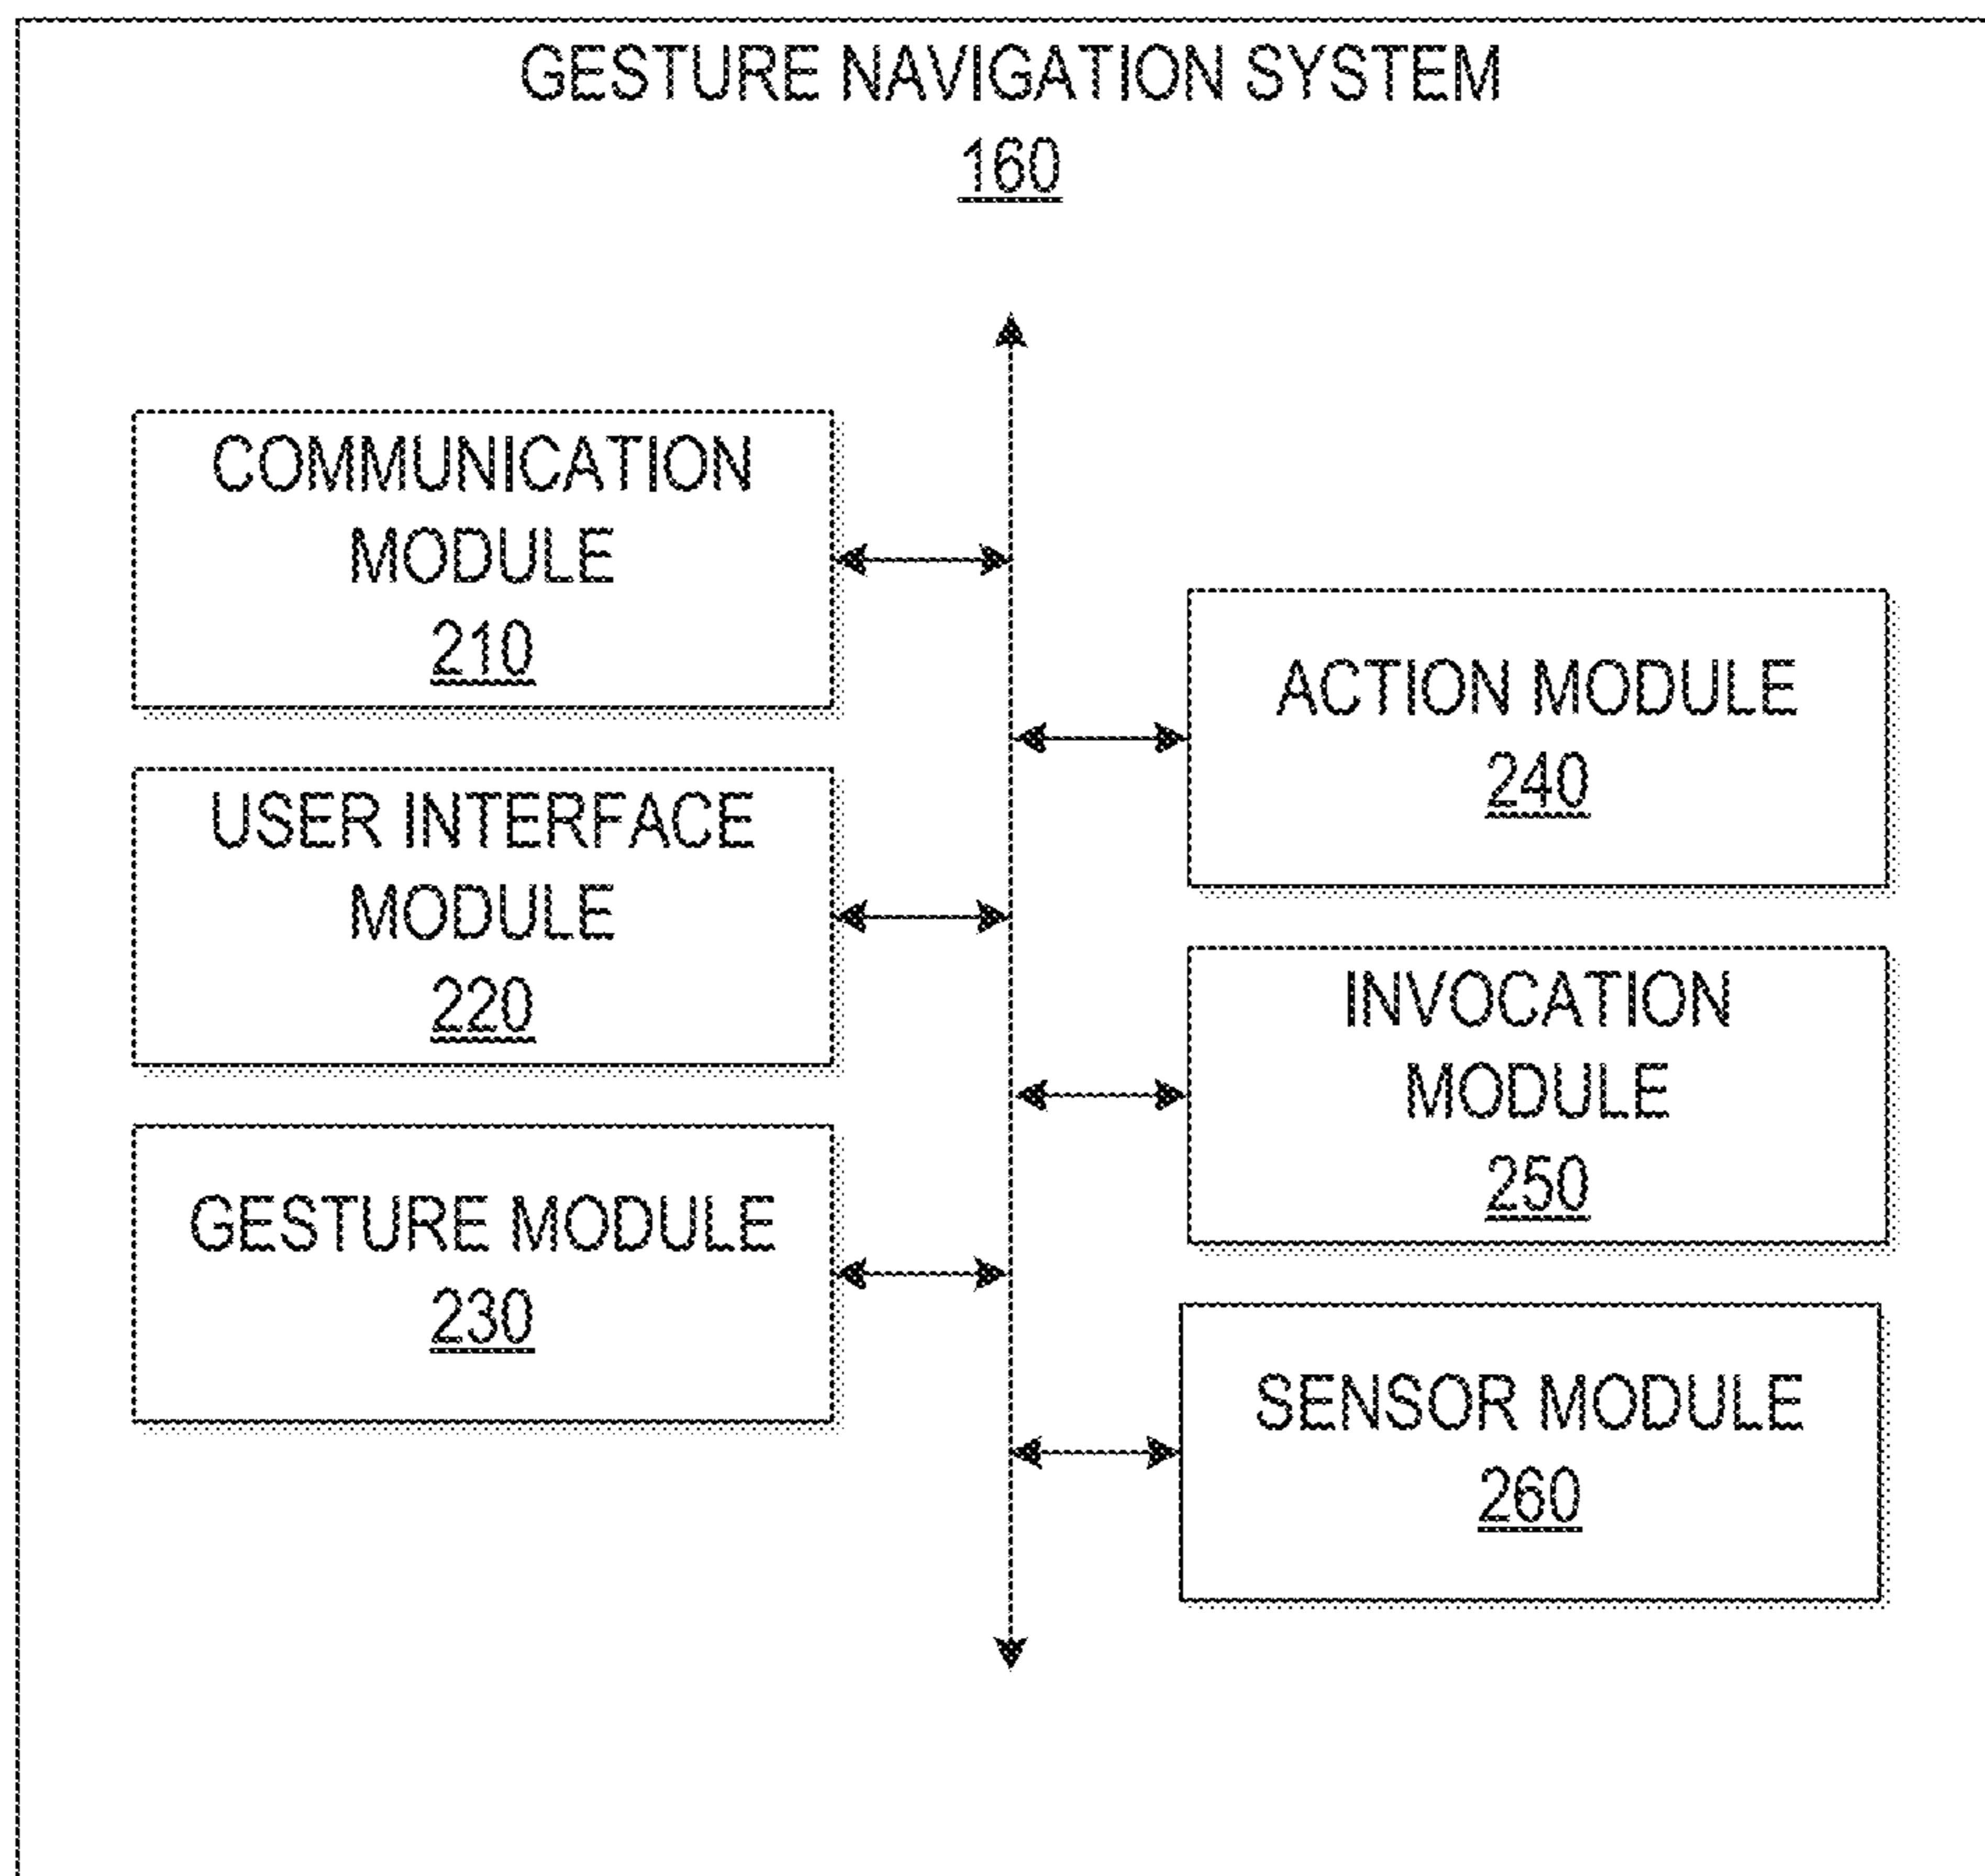 GESTURE NAVIGATION SYSTEM
160
COMMUNICATION
MODULE
210
USER INTERFACE
MODULE
220
GESTURE MODULE
230
ACTION MODULE
240
INVOCATION
MODULE
250
SENSOR MODULE
260